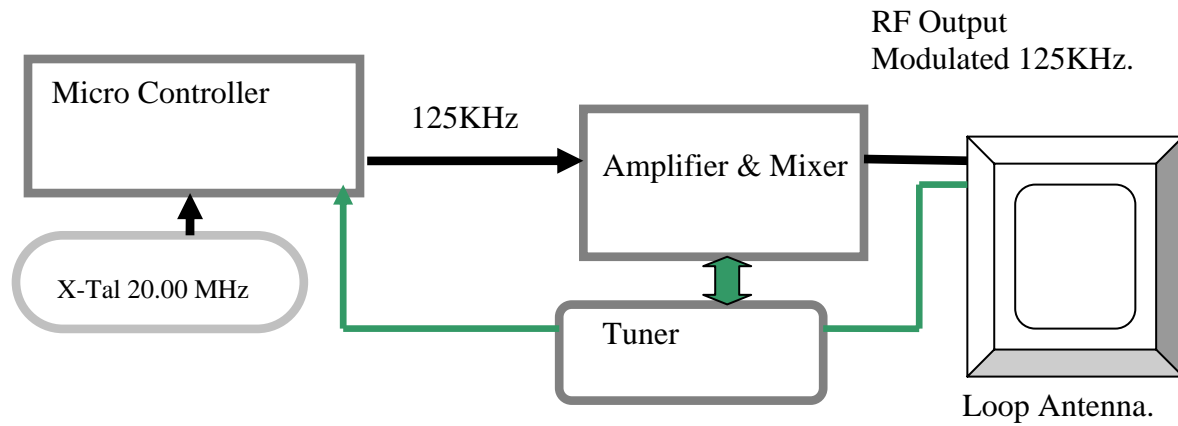 RF Output
Modulated 125KHz.
Micro Controller
125KHz
Amplifier & Mixer
X-Tal 20.00 MHz
Tuner
Loop Antenna.